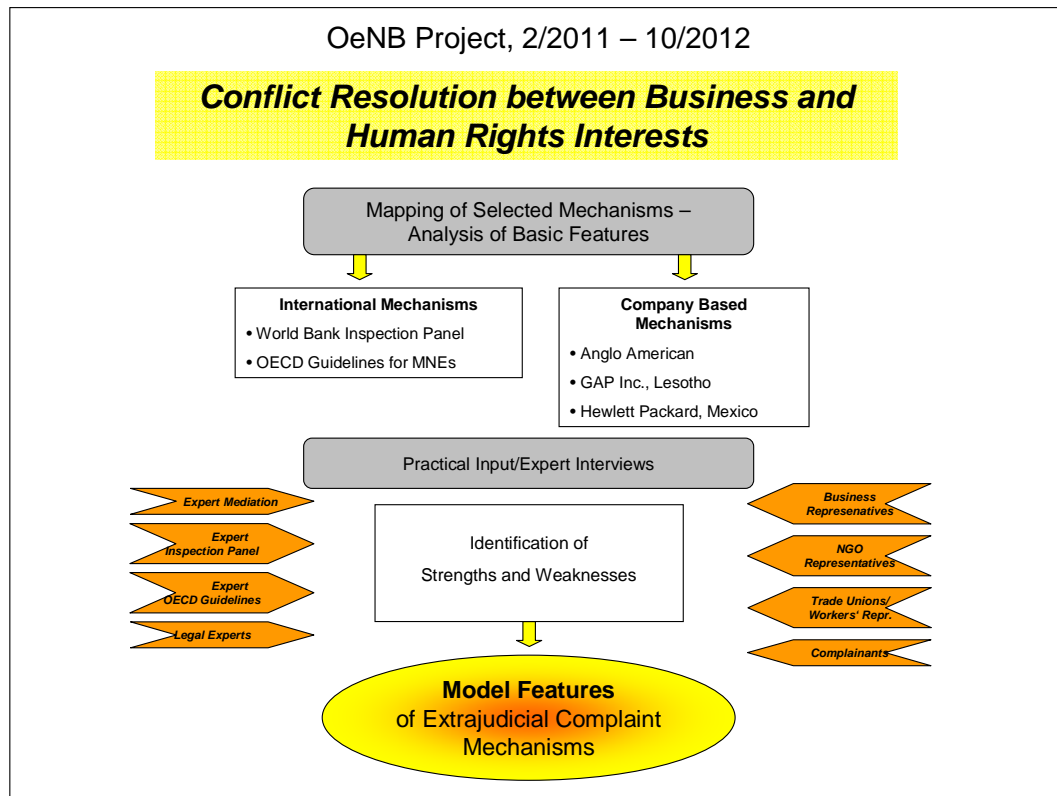 OeNB Project, 2/2011 – 10/2012
Conflict Resolution between Business and
Human Rights Interests
Mapping of Selected Mechanisms –
Analysis of Basic Features
International Mechanisms
• World Bank Inspection Panel
• OECD Guidelines for MNEs
Company Based
Mechanisms
• Anglo American
• GAP Inc., Lesotho
• Hewlett Packard, Mexico
Practical Input/Expert Interviews
Expert Mediation
Expert
Inspection Panel
Expert
OECD Guidelines
Legal Experts
Identification of
Strengths and Weaknesses
Business
Represenatives
NGO
Representatives
Trade Unions/
Workers' Repr.
Complainants
Model Features
of Extrajudicial Complaint
Mechanisms